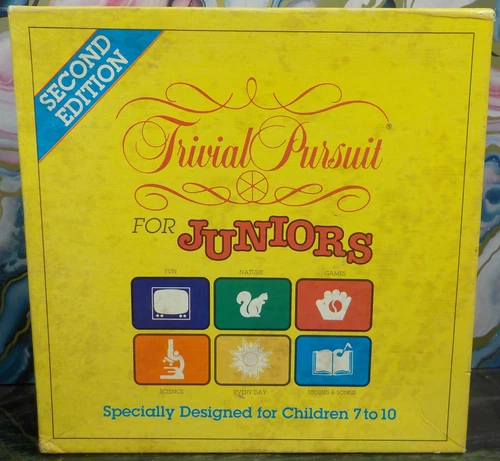 SECOND
EDITION
Trivial Pursuit®
FOR JUNIORS
FUN
NATURE
GAMES
SCIENCE
EVERY DAY
STORIES & SONGS
Specially Designed for Children 7 to 10